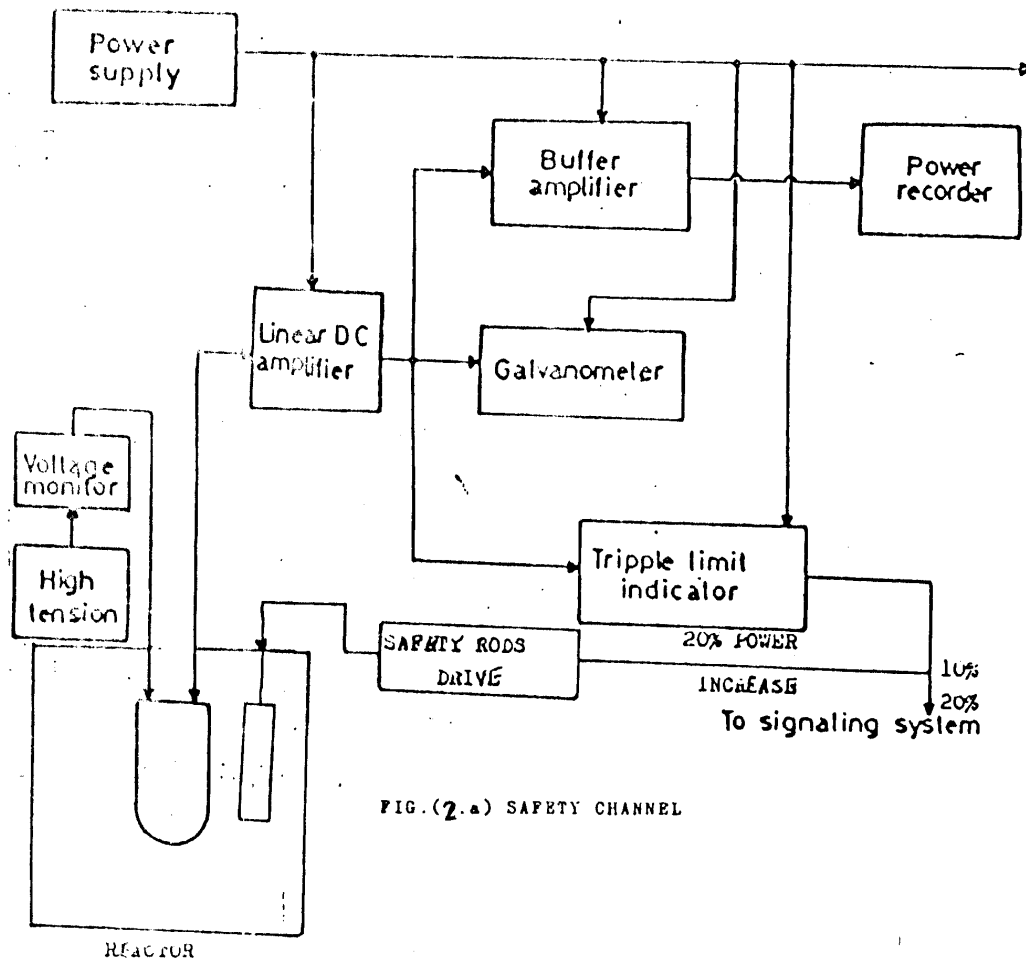 Power
supply
Buffer
amplifier
Power
recorder
Linear DC
amplifier
Galvanometer
Voltage
monitor
High
tension
Tripple limit
indicator
SAFETY RODS
DRIVE
20% POWER
INCREASE
10%
20%
To signaling system
FIG.(2.a) SAFETY CHANNEL
REACTOR